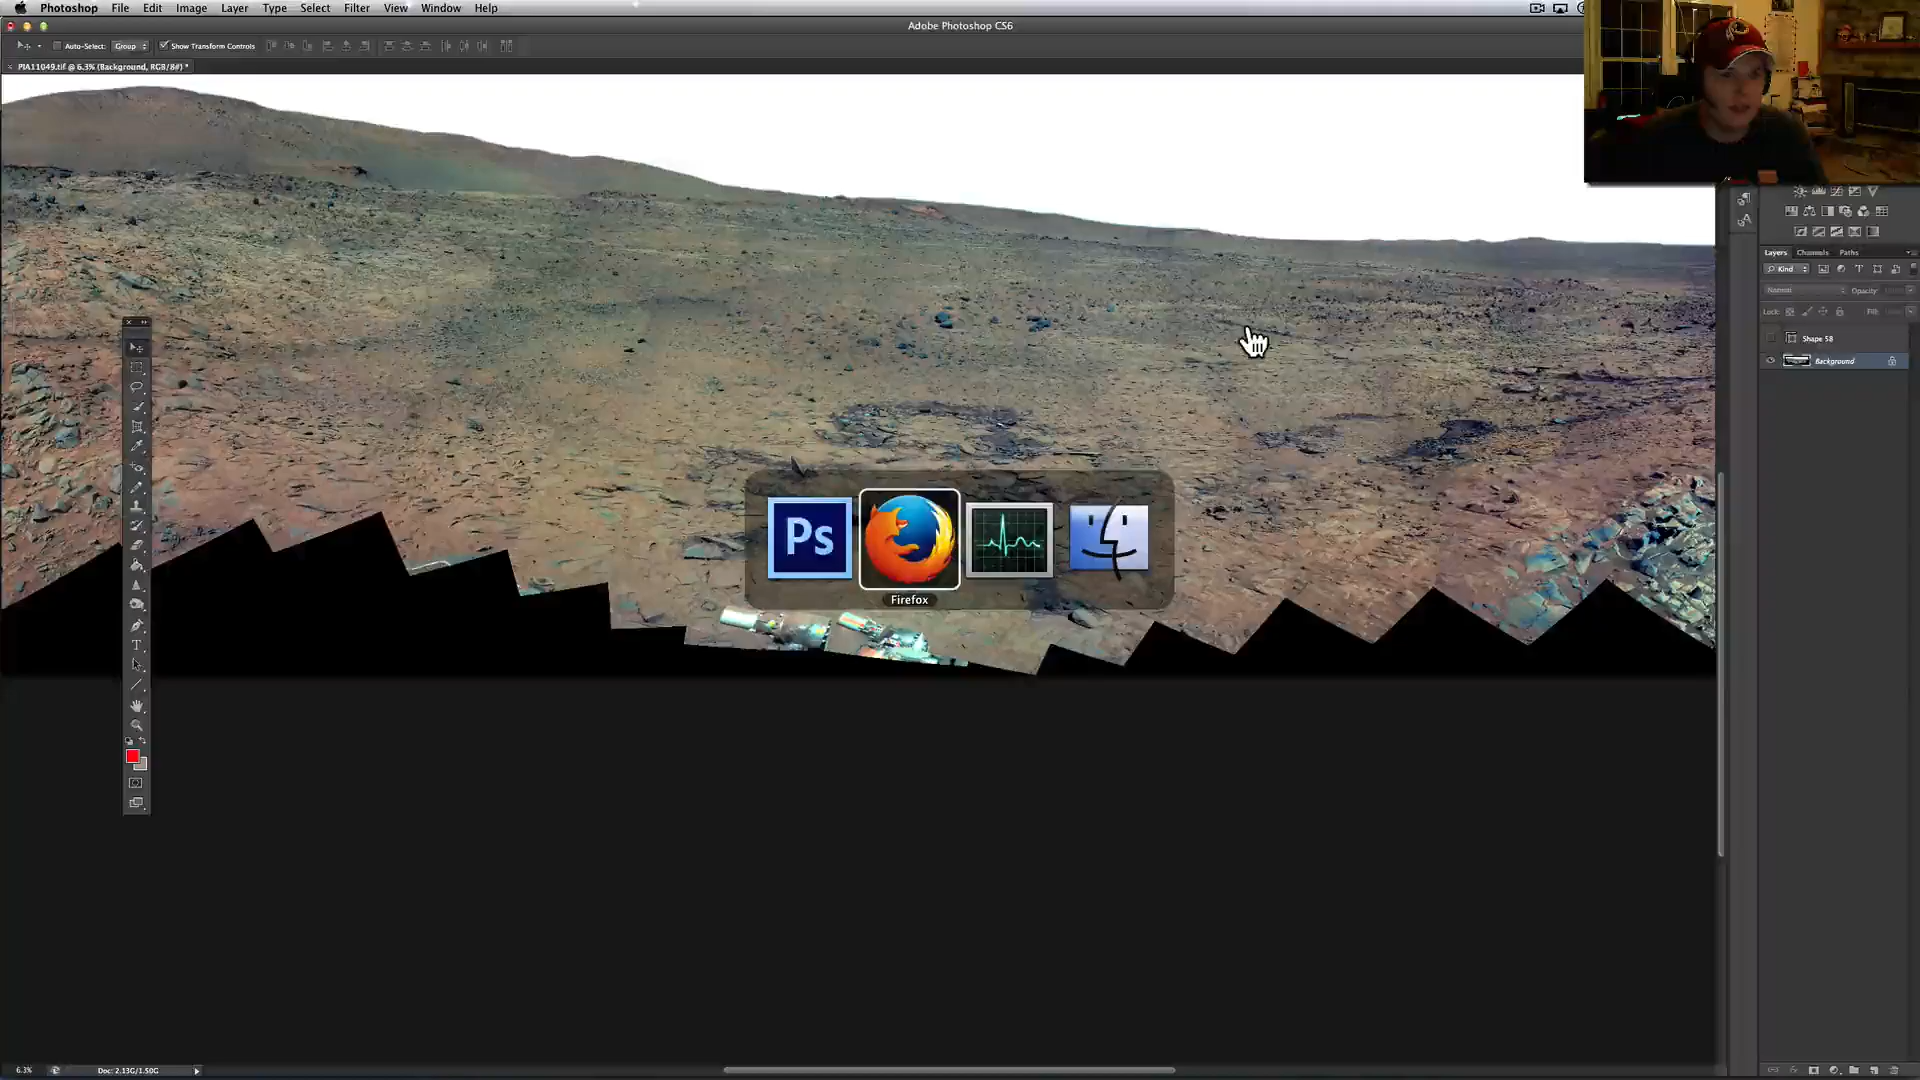 Photoshop File Edit Image Layer Type Select Filter View Window Help
Adobe Photoshop CS6
Auto-Select: Group Show Transform Controls
PIA11049.tif @ 6.3% (Background, RGB/8#) *
Layers Channels Paths
Kind
Normal Opacity:
Lock: Fill:
Shape 58
Background
Ps
Firefox
T
6.3% Doc: 2.13G/1.50G